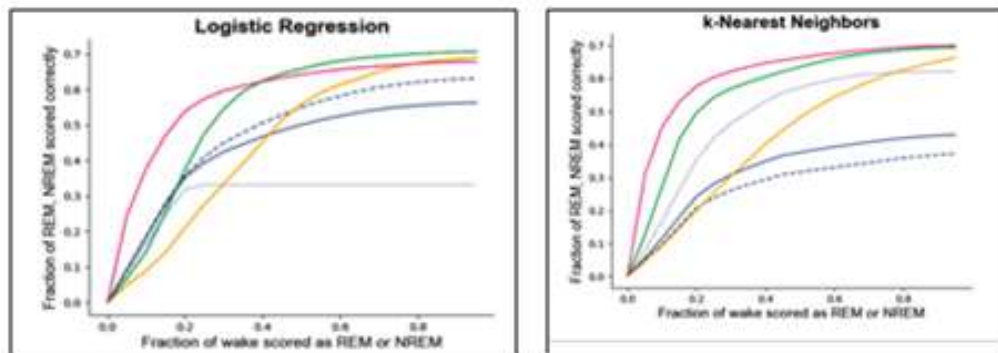 Logistic Regression
Fraction of REM, NREM scored correctly
0.7
0.6
0.5
0.4
0.3
0.2
0.1
0.0
0.0 0.2 0.4 0.6 0.8
Fraction of wake scored as REM or NREM
k-Nearest Neighbors
Fraction of REM, NREM scored correctly
0.7
0.6
0.5
0.4
0.3
0.2
0.1
0.0
0.0 0.2 0.4 0.6 0.8
Fraction of wake scored as REM or NREM